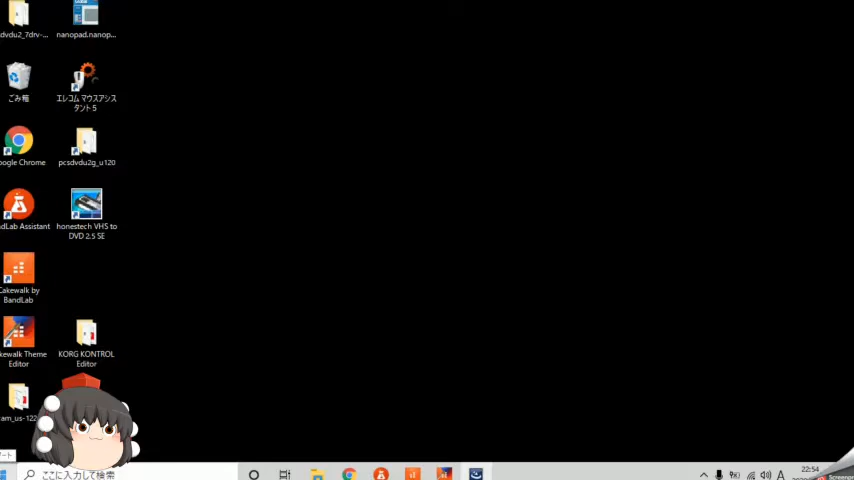 dvdu2_7drv-...
nanopad.nanop...
ごみ箱
エレコム マウスアシ
スタント 5
oogle Chrome
pcsdvdu2g_u120
ndLab Assistant
honestech VHS to
DVD 2.5 SE
Cakewalk by
BandLab
kewalk Theme
Editor
KORG KONTROL
Editor
am_us-122
ここに入力して検索
A
22:54